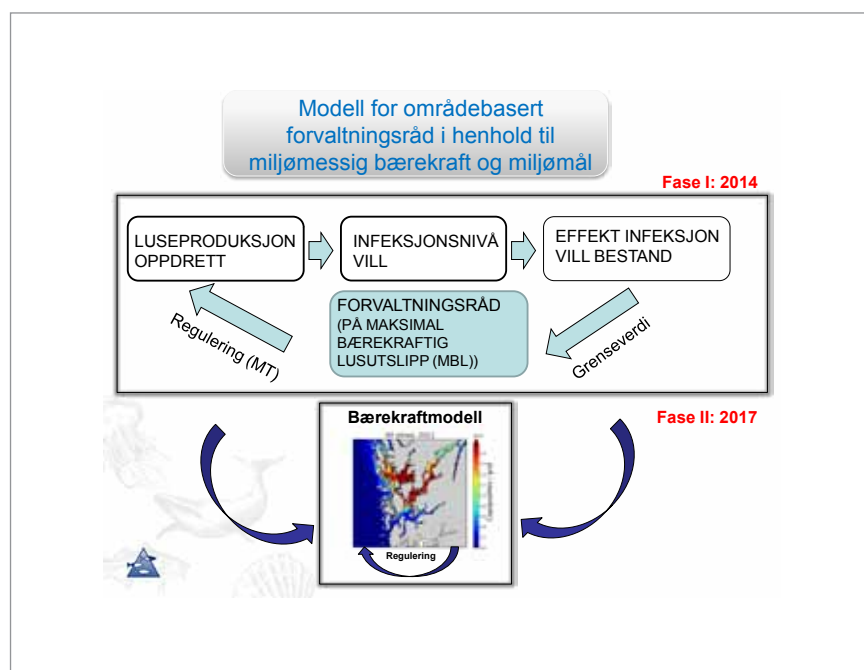 Modell for områdebasert
forvaltningsråd i henhold til
miljømessig bærekraft og miljømål
Fase I: 2014
LUSEPRODUKSJON
OPPDRETT
INFEKSJONSNIVÅ
VILL
EFFEKT INFEKSJON
VILL BESTAND
Regulering (MT)
FORVALTNINGSRÅD
(PÅ MAKSIMAL
BÆREKRAFTIG
LUSUTSLIPP (MBL))
Grenseverdi
Fase II: 2017
Bærekraftmodell
Regulering